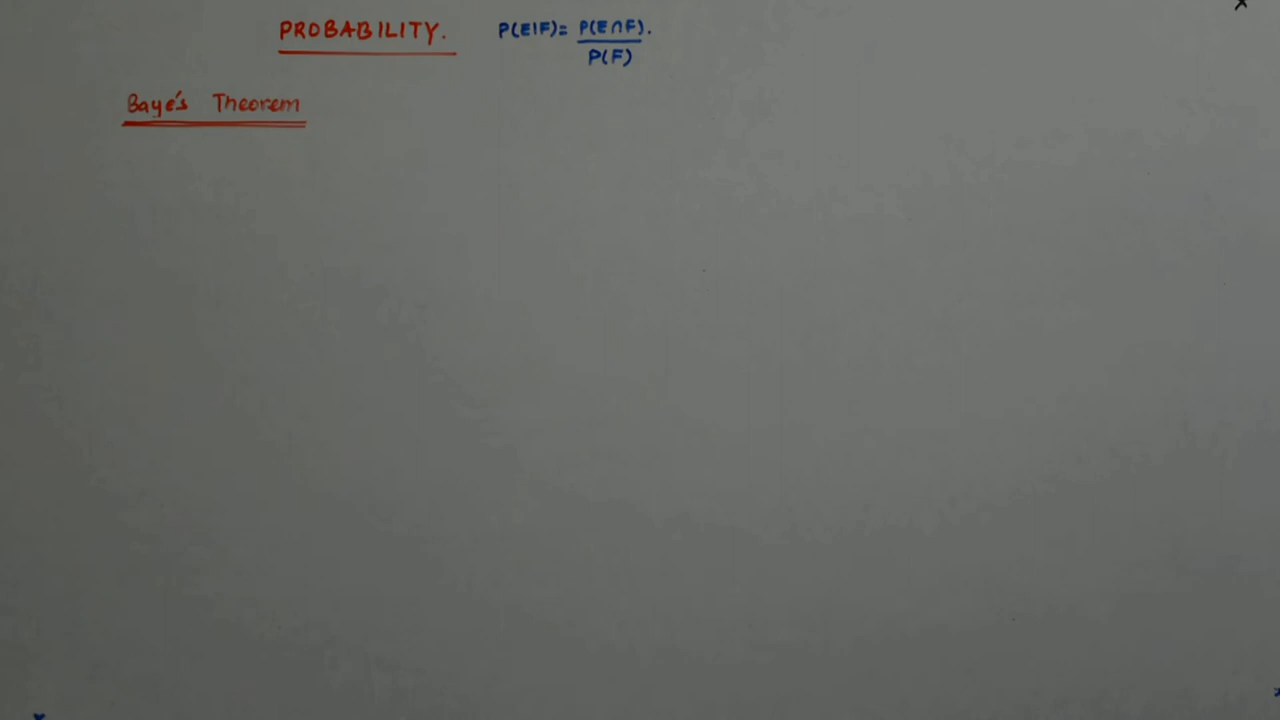 PROBABILITY. P(E|F)= P(E∩F).
P(F)
Baye's Theorem